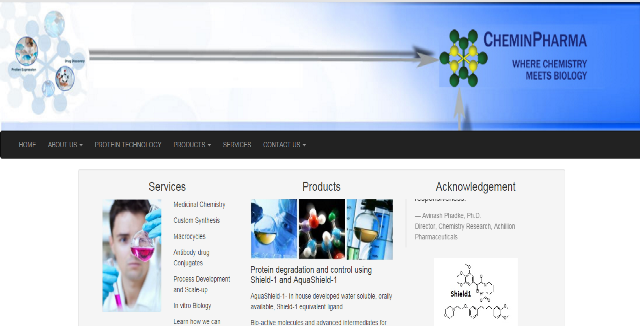 Protein Expression
Drug Discovery
CHEMINPHARMA
WHERE CHEMISTRY
MEETS BIOLOGY
HOME ABOUT US PROTEIN TECHNOLOGY PRODUCTS SERVICES CONTACT US
Services
Medicinal Chemistry
Custom Synthesis
Macrocycles
Antibody drug
Conjugates
Process Development
and Scale-up
In vitro Biology
Learn how we can
Products
Protein degradation and control using
Shield-1 and AquaShield-1
AquaShield-1- In house developed water soluble, orally
available, Shield-1 equivalent ligand
Bio-active molecules and advanced intermediates for
Acknowledgement
responsiveness.
— Avinash Phadke, Ph.D.
Director, Chemistry Research, Achillion
Pharmaceuticals
Shield1